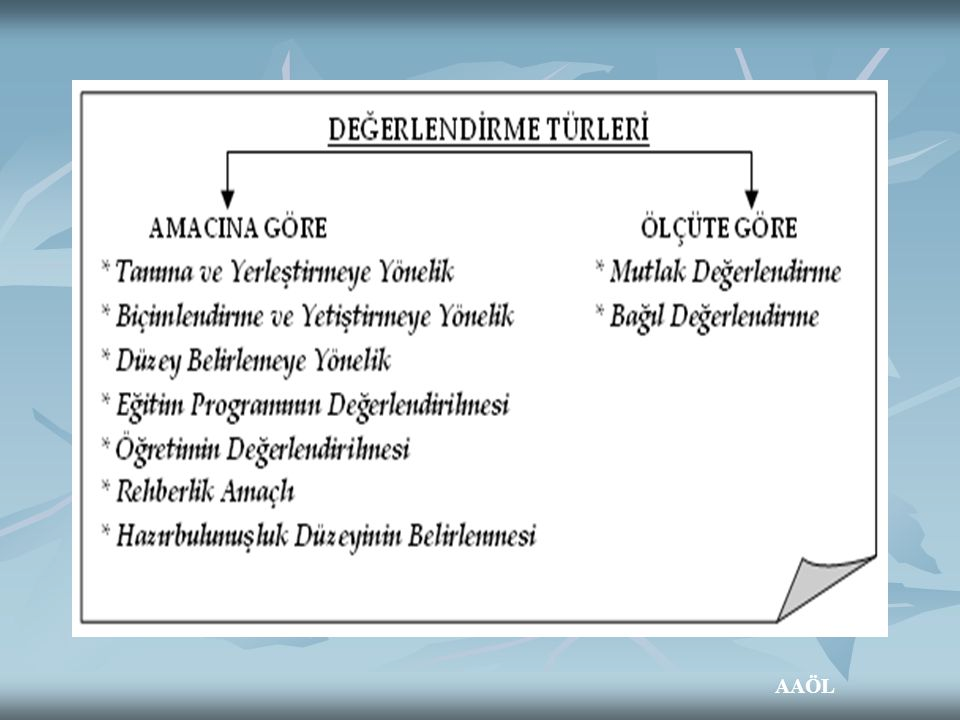 DEĞERLENDİRME TÜRLERİ
AMACINA GÖRE
* Tanıma ve Yerleştirmeye Yönelik
* Biçimlendirme ve Yetiştirmeye Yönelik
* Düzey Belirlemeye Yönelik
* Eğitim Programının Değerlendirilmesi
* Öğretimin Değerlendirilmesi
* Rehberlik Amaçlı
* Hazırbulunuşluk Düzeyinin Belirlenmesi
ÖLÇÜTE GÖRE
* Mutlak Değerlendirme
* Bağıl Değerlendirme
AAÖL